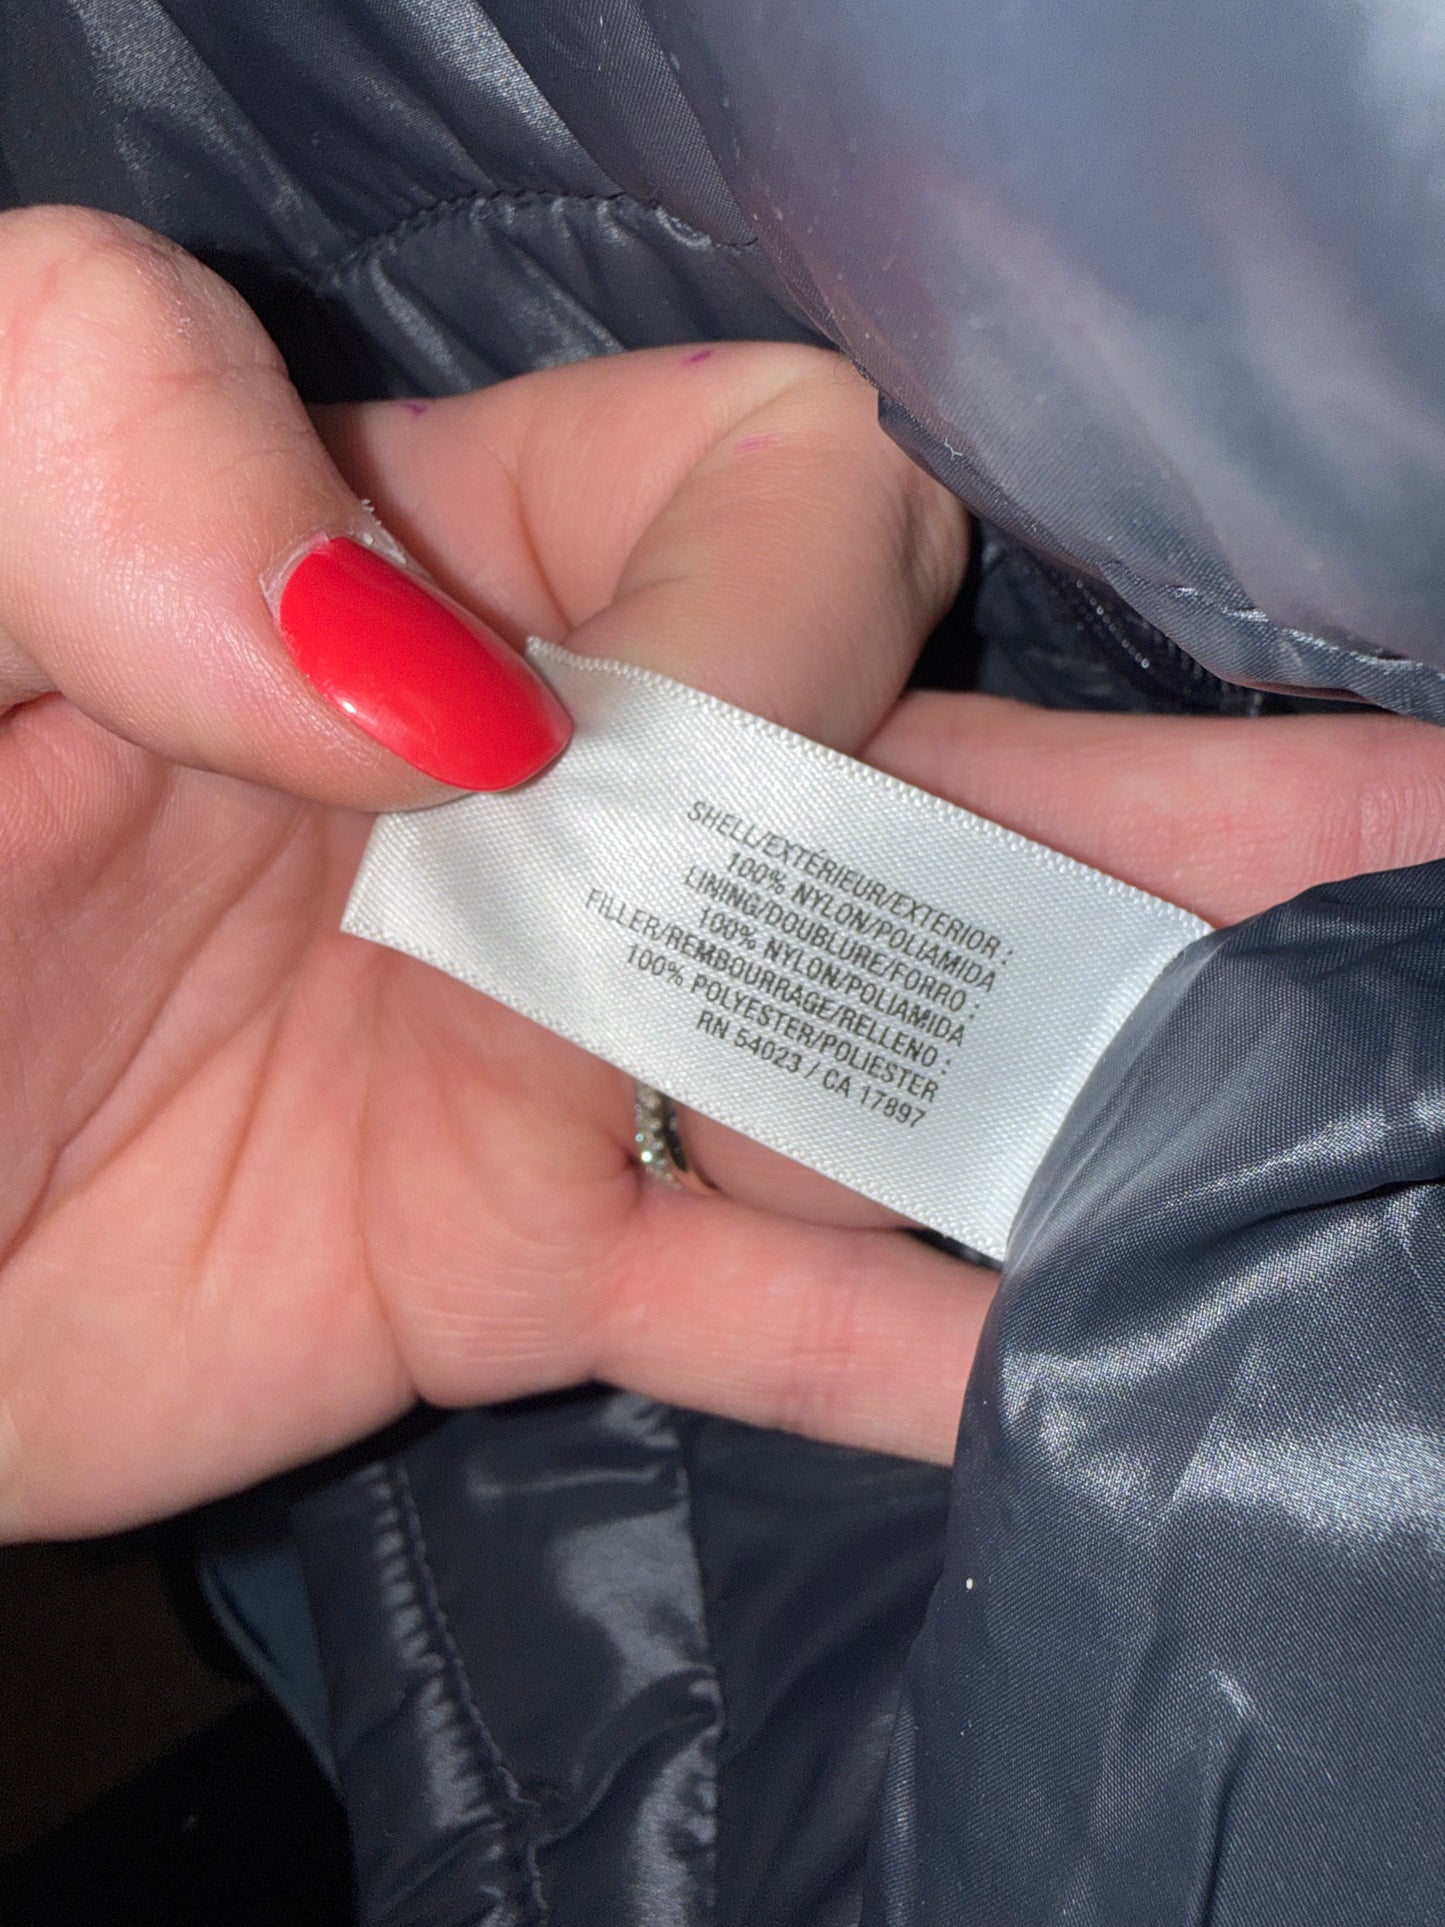 SHELL/EXTÉRIEUR/EXTERIOR :
100% NYLON/POLIAMIDA
LINING/DOUBLURE/FORRO :
100% NYLON/POLIAMIDA
FILLER/REMBOURRAGE/RELLENO :
100% POLYESTER/POLIESTER
RN 54023 / CA 17897